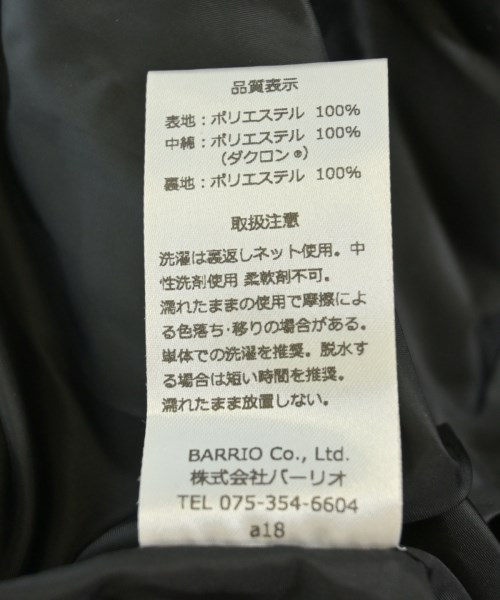 品質表示
表地：ポリエステル 100%
中綿：ポリエステル 100%
（ダクロン®）
裏地：ポリエステル 100%
取扱注意
洗濯は裏返しネット使用。中
性洗剤使用 柔軟剤不可。
濡れたままの使用で摩擦によ
る色落ち・移りの場合がある。
単体での洗濯を推奨。脱水す
る場合は短い時間を推奨。
濡れたまま放置しない。
BARRIO Co., Ltd.
株式会社バーリオ
TEL 075-354-6604
a18